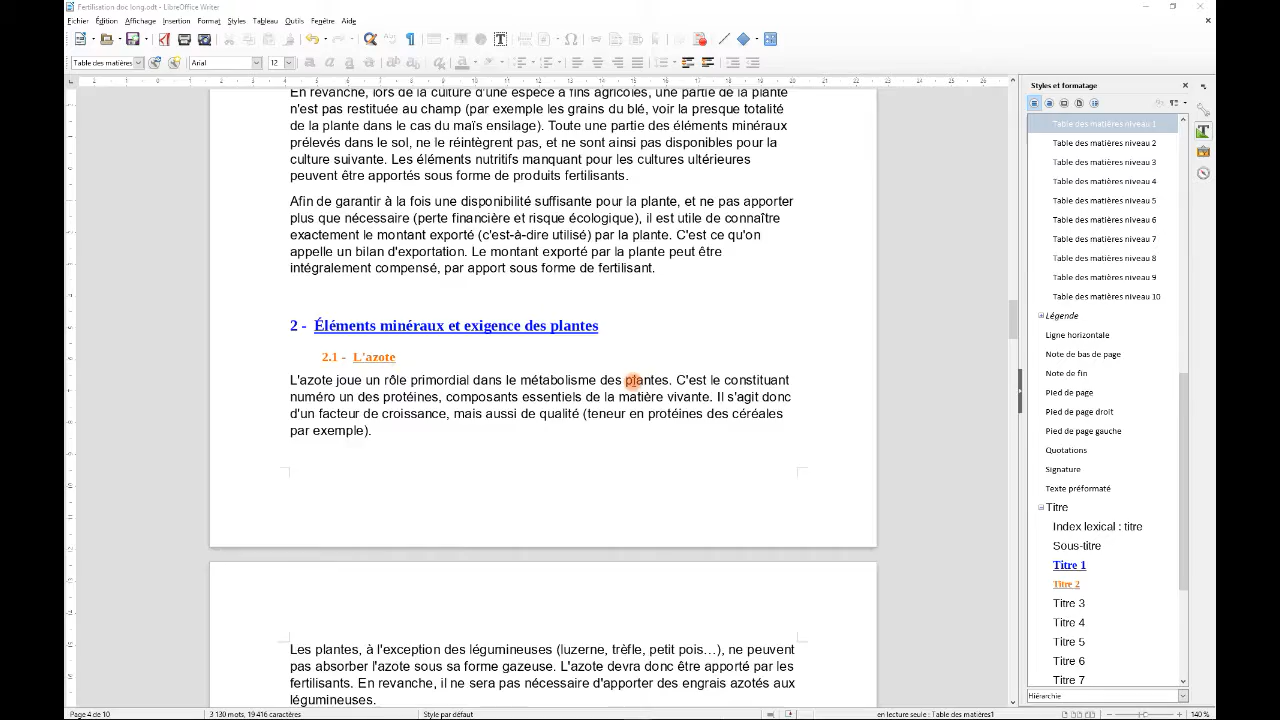 Fertilisation doc long.odt - LibreOffice Writer
Fichier Édition Affichage Insertion Format Styles Tableau Outils Fenêtre Aide
Table des matières Arial 12
En revanche, lors de la culture d'une espèce à fins agricoles, une partie de la plante
n'est pas restituée au champ (par exemple les grains du blé, voir la presque totalité
de la plante dans le cas du maïs ensilage). Toute une partie des éléments minéraux
prélevés dans le sol, ne le réintègrent pas, et ne sont ainsi pas disponibles pour la
culture suivante. Les éléments nutritifs manquant pour les cultures ultérieures
peuvent être apportés sous forme de produits fertilisants.
Afin de garantir à la fois une disponibilité suffisante pour la plante, et ne pas apporter
plus que nécessaire (perte financière et risque écologique), il est utile de connaître
exactement le montant exporté (c'est-à-dire utilisé) par la plante. C'est ce qu'on
appelle un bilan d'exportation. Le montant exporté par la plante peut être
intégralement compensé, par apport sous forme de fertilisant.
2 - Éléments minéraux et exigence des plantes
2.1 - L'azote
L'azote joue un rôle primordial dans le métabolisme des plantes. C'est le constituant
numéro un des protéines, composants essentiels de la matière vivante. Il s'agit donc
d'un facteur de croissance, mais aussi de qualité (teneur en protéines des céréales
par exemple).
Les plantes, à l'exception des légumineuses (luzerne, trèfle, petit pois…), ne peuvent
pas absorber l'azote sous sa forme gazeuse. L'azote devra donc être apporté par les
fertilisants. En revanche, il ne sera pas nécessaire d'apporter des engrais azotés aux
légumineuses.
Styles et formatage
Table des matières niveau 1
Table des matières niveau 2
Table des matières niveau 3
Table des matières niveau 4
Table des matières niveau 5
Table des matières niveau 6
Table des matières niveau 7
Table des matières niveau 8
Table des matières niveau 9
Table des matières niveau 10
Légende
Ligne horizontale
Note de bas de page
Note de fin
Pied de page
Pied de page droit
Pied de page gauche
Quotations
Signature
Texte préformaté
Titre
Index lexical : titre
Sous-titre
Titre 1
Titre 2
Titre 3
Titre 4
Titre 5
Titre 6
Titre 7
Hiérarchie
Page 4 de 10 3 130 mots, 19 416 caractères Style par défaut en lecture seule : Table des matières1 140 %